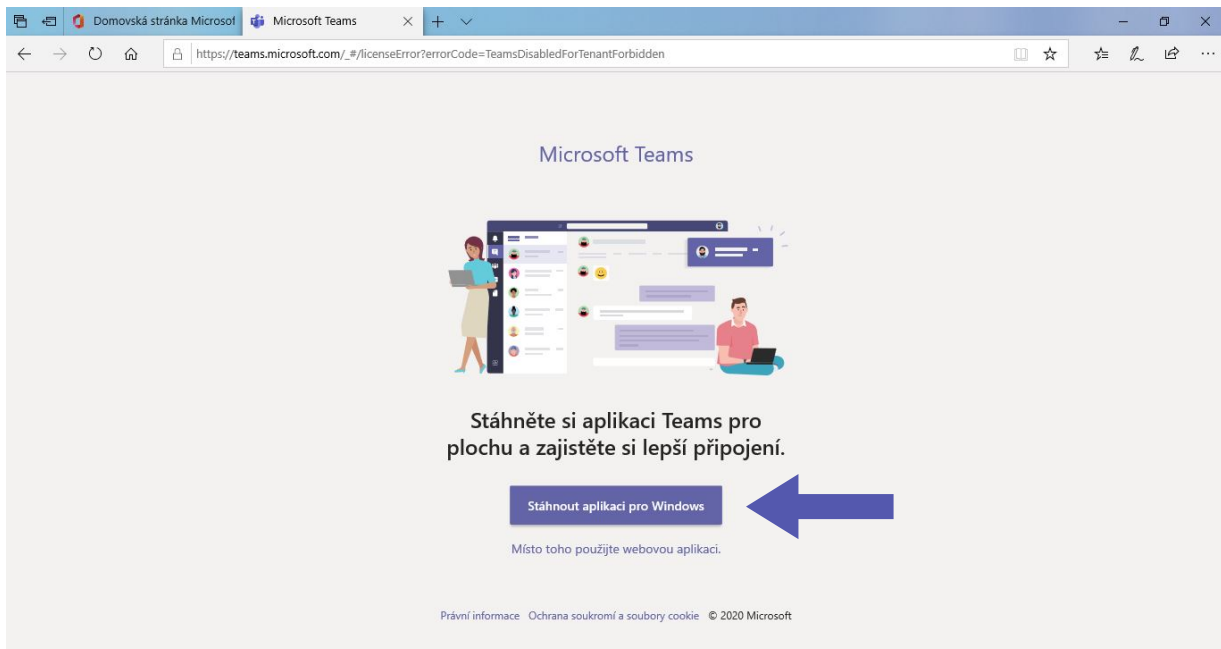 Domovská stránka Microsof
Microsoft Teams
https://teams.microsoft.com/_#/licenseError?errorCode=TeamsDisabledForTenantForbidden
Microsoft Teams
Stáhněte si aplikaci Teams pro
plochu a zajistěte si lepší připojení.
Stáhnout aplikaci pro Windows
Místo toho použijte webovou aplikaci.
Právní informace Ochrana soukromí a soubory cookie © 2020 Microsoft